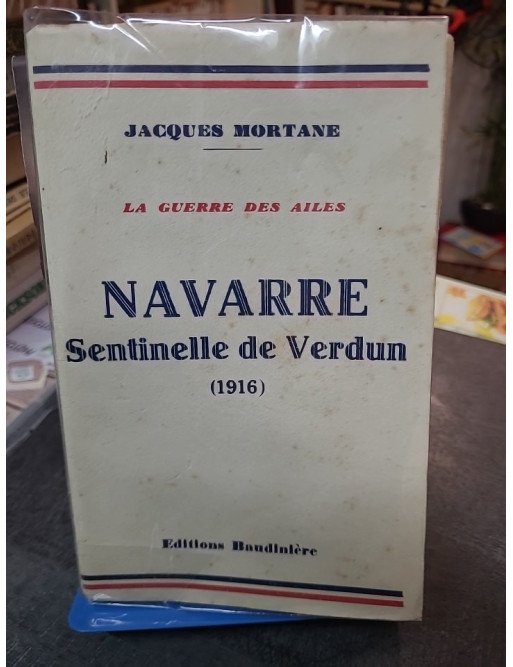 JACQUES MORTANE
LA GUERRE DES AILES
NAVARRE
Sentinelle de Verdun
(1916)
Editions Baudinière